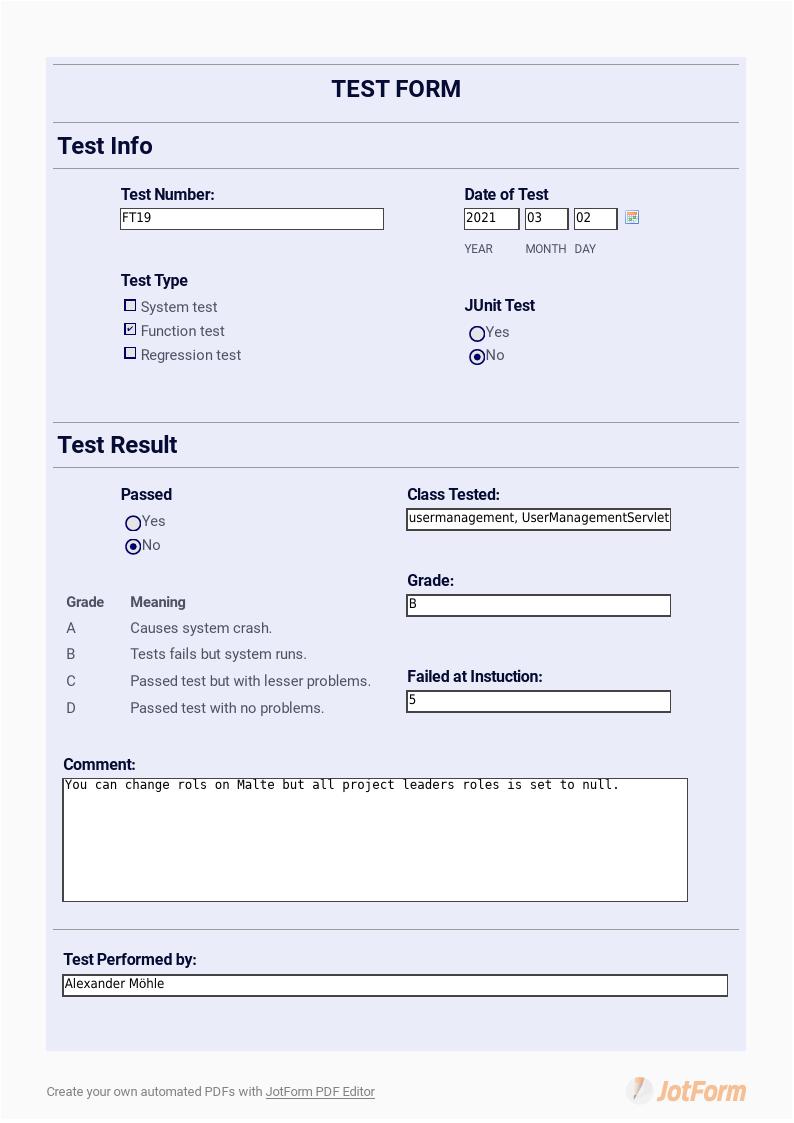 TEST FORM
Test Info
Test Number:
FT19
Date of Test
2021 03 02
YEAR MONTH DAY
Test Type
System test
Function test
Regression test
JUnit Test
Yes
No
Test Result
Passed
Yes
No
Class Tested:
usermanagement, UserManagementServlet
Grade:
B
Grade Meaning
A Causes system crash.
B Tests fails but system runs.
C Passed test but with lesser problems.
D Passed test with no problems.
Failed at Instuction:
5
Comment:
You can change rols on Malte but all project leaders roles is set to null.
Test Performed by:
Alexander Möhle
Create your own automated PDFs with JotForm PDF Editor
JotForm